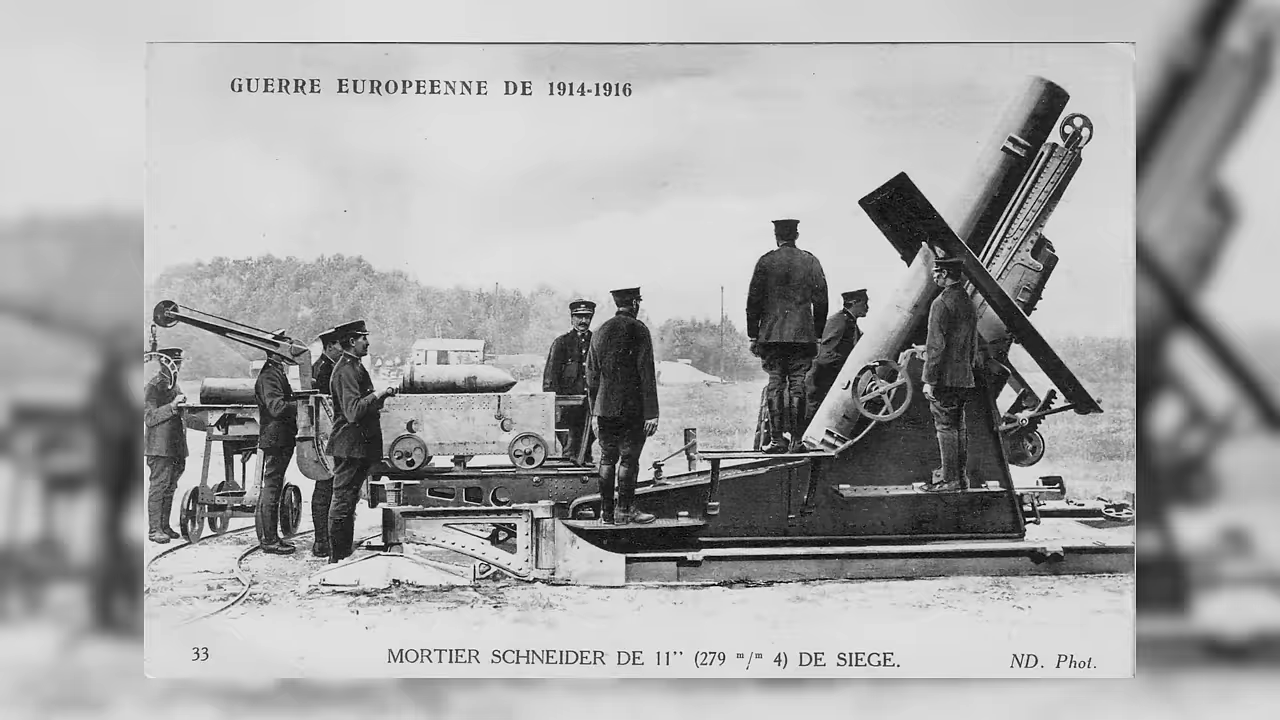 GUERRE EUROPEENNE DE 1914-1916
33
MORTIER SCHNEIDER DE 11" (279 ᵐ/ᵐ 4) DE SIEGE.
ND. Phot.